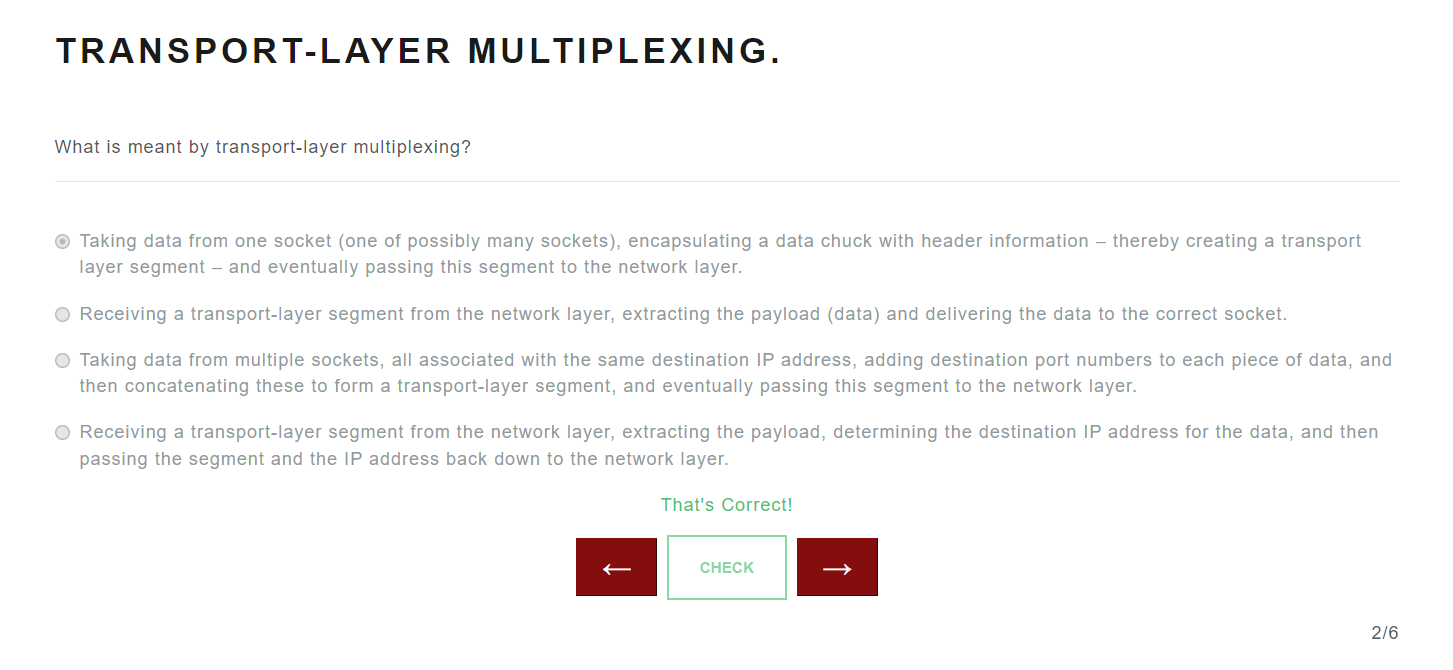 TRANSPORT-LAYER MULTIPLEXING.
What is meant by transport-layer multiplexing?
Taking data from one socket (one of possibly many sockets), encapsulating a data chuck with header information – thereby creating a transport
layer segment – and eventually passing this segment to the network layer.
Receiving a transport-layer segment from the network layer, extracting the payload (data) and delivering the data to the correct socket.
Taking data from multiple sockets, all associated with the same destination IP address, adding destination port numbers to each piece of data, and
then concatenating these to form a transport-layer segment, and eventually passing this segment to the network layer.
Receiving a transport-layer segment from the network layer, extracting the payload, determining the destination IP address for the data, and then
passing the segment and the IP address back down to the network layer.
That's Correct!
← CHECK →
2/6